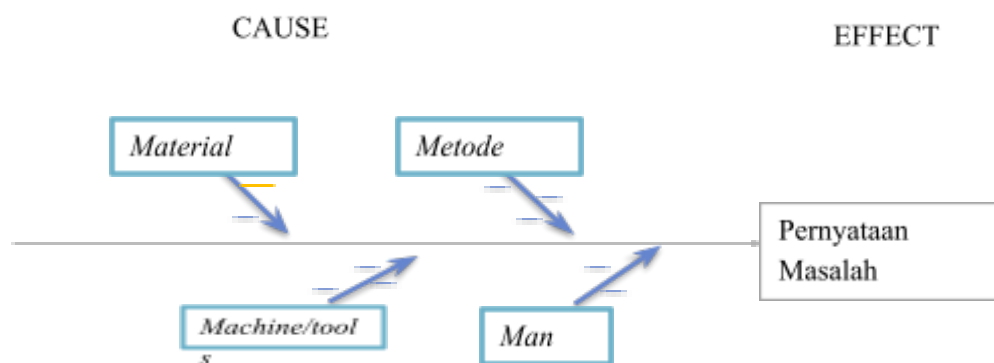 CAUSE
EFFECT
Material
Metode
Pernyataan
Masalah
Machine/tool
s
Man